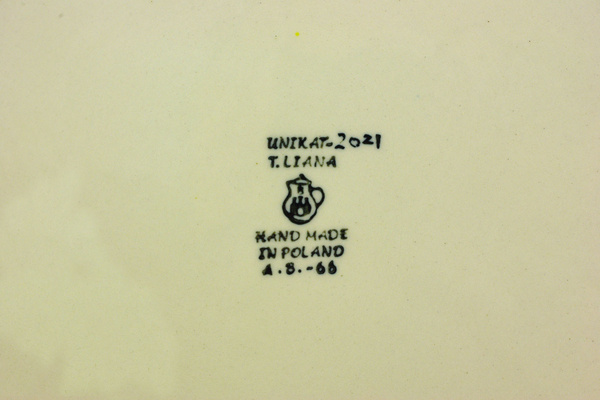 UNIKAT-2021
T.LIANA
HAND MADE
IN POLAND
A.S.-66